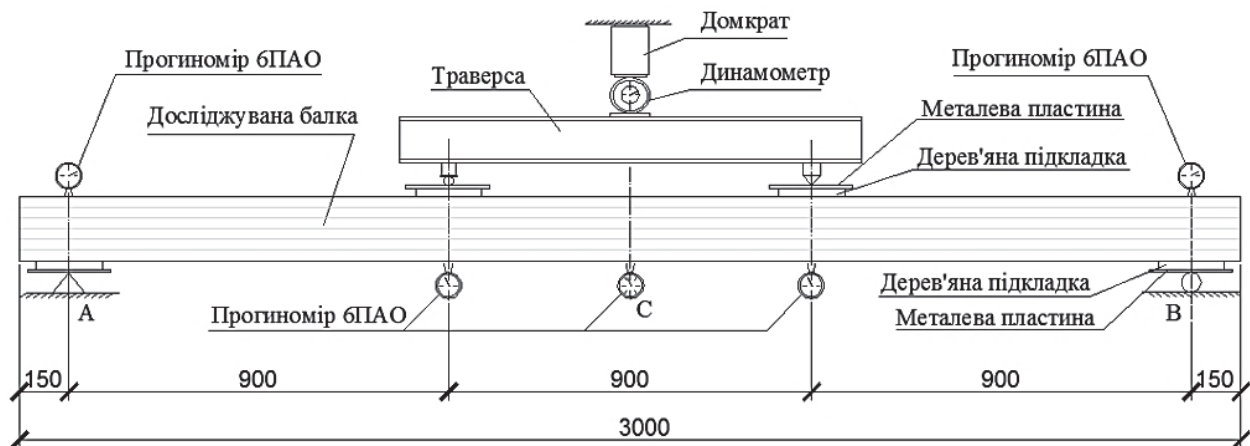 Домкрат
Прогиномір 6ПАО
Прогиномір 6ПАО
Траверса
Динамометр
Досліджувана балка
Металева пластина
Дерев'яна підкладка
Дерев'яна підкладка
A
Прогиномір 6ПАО
C
Металева пластина
B
150
900
900
900
150
3000